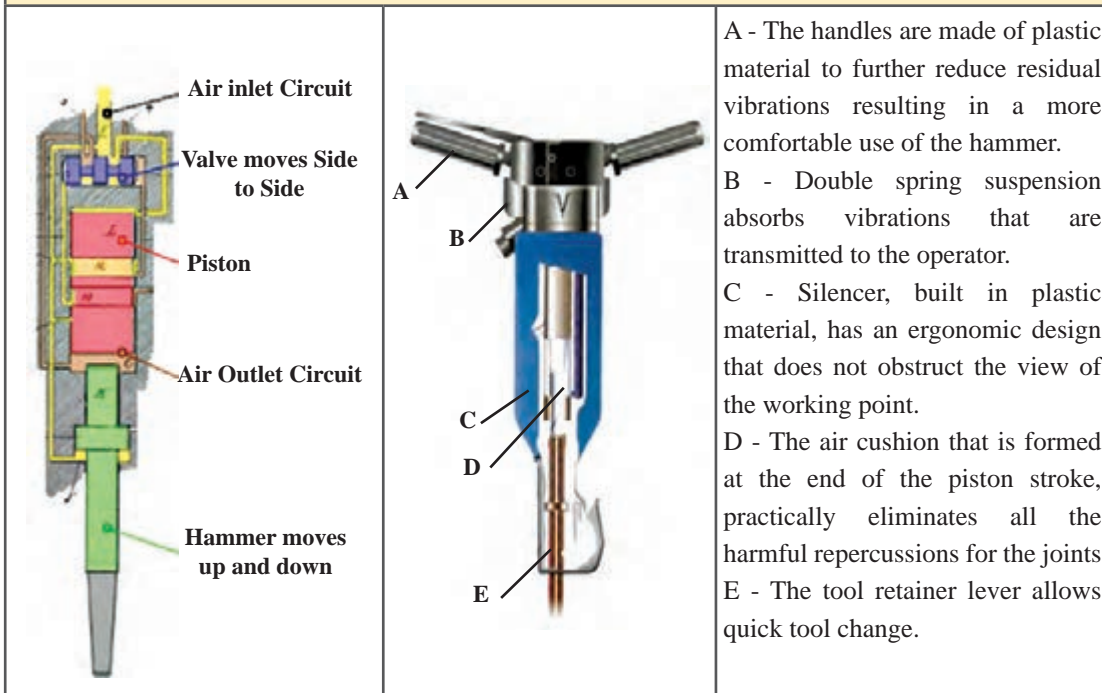 Air inlet Circuit
Valve moves Side
to Side
Piston
Air Outlet Circuit
Hammer moves
up and down
A
B
C
D
E
A - The handles are made of plastic
material to further reduce residual
vibrations resulting in a more
comfortable use of the hammer.
B - Double spring suspension
absorbs vibrations that are
transmitted to the operator.
C - Silencer, built in plastic
material, has an ergonomic design
that does not obstruct the view of
the working point.
D - The air cushion that is formed
at the end of the piston stroke,
practically eliminates all the
harmful repercussions for the joints
E - The tool retainer lever allows
quick tool change.